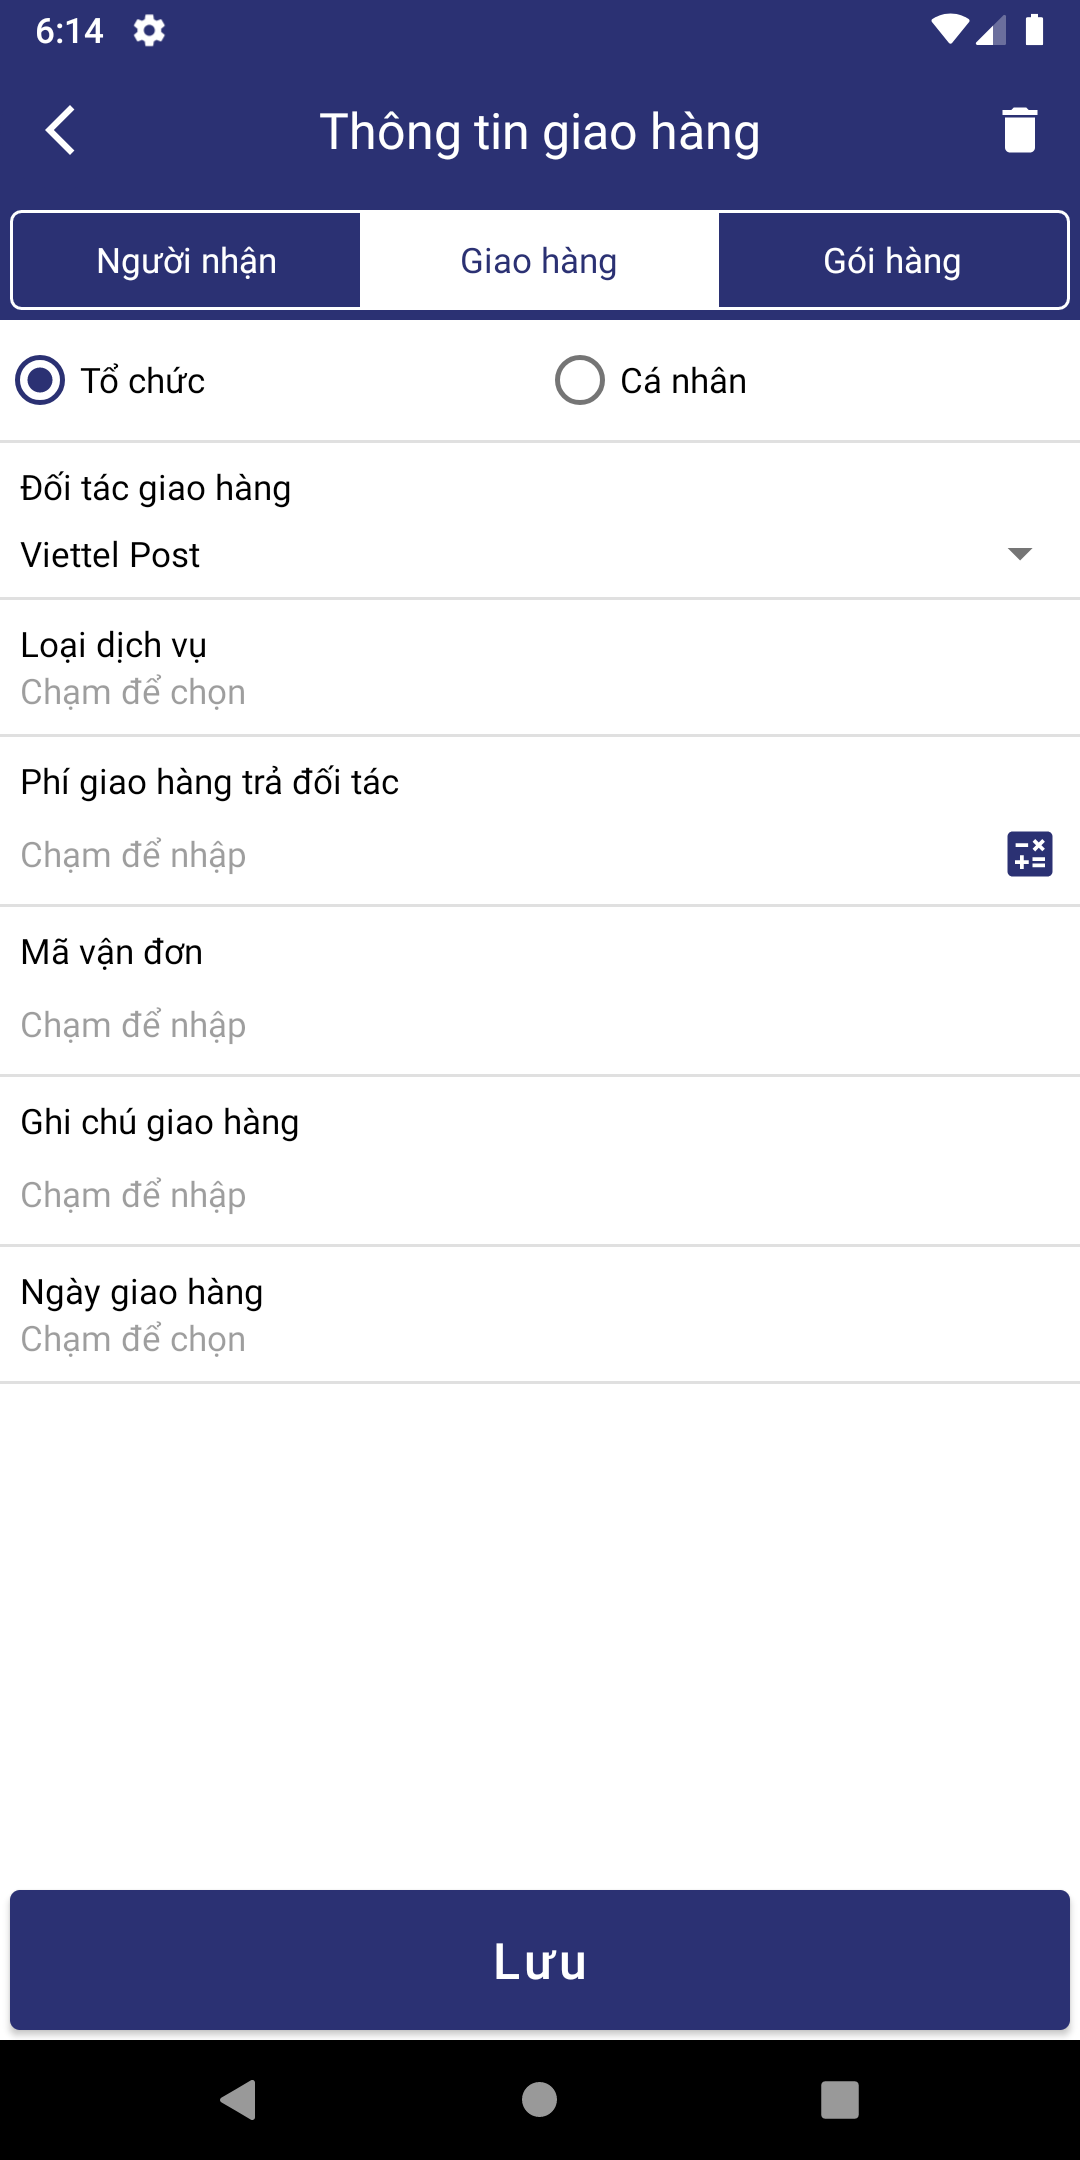 6:14
Thông tin giao hàng
Người nhận
Giao hàng
Gói hàng
Tổ chức
Cá nhân
Đối tác giao hàng
Viettel Post
Loại dịch vụ
Chạm để chọn
Phí giao hàng trả đối tác
Chạm để nhập
Mã vận đơn
Chạm để nhập
Ghi chú giao hàng
Chạm để nhập
Ngày giao hàng
Chạm để chọn
Lưu